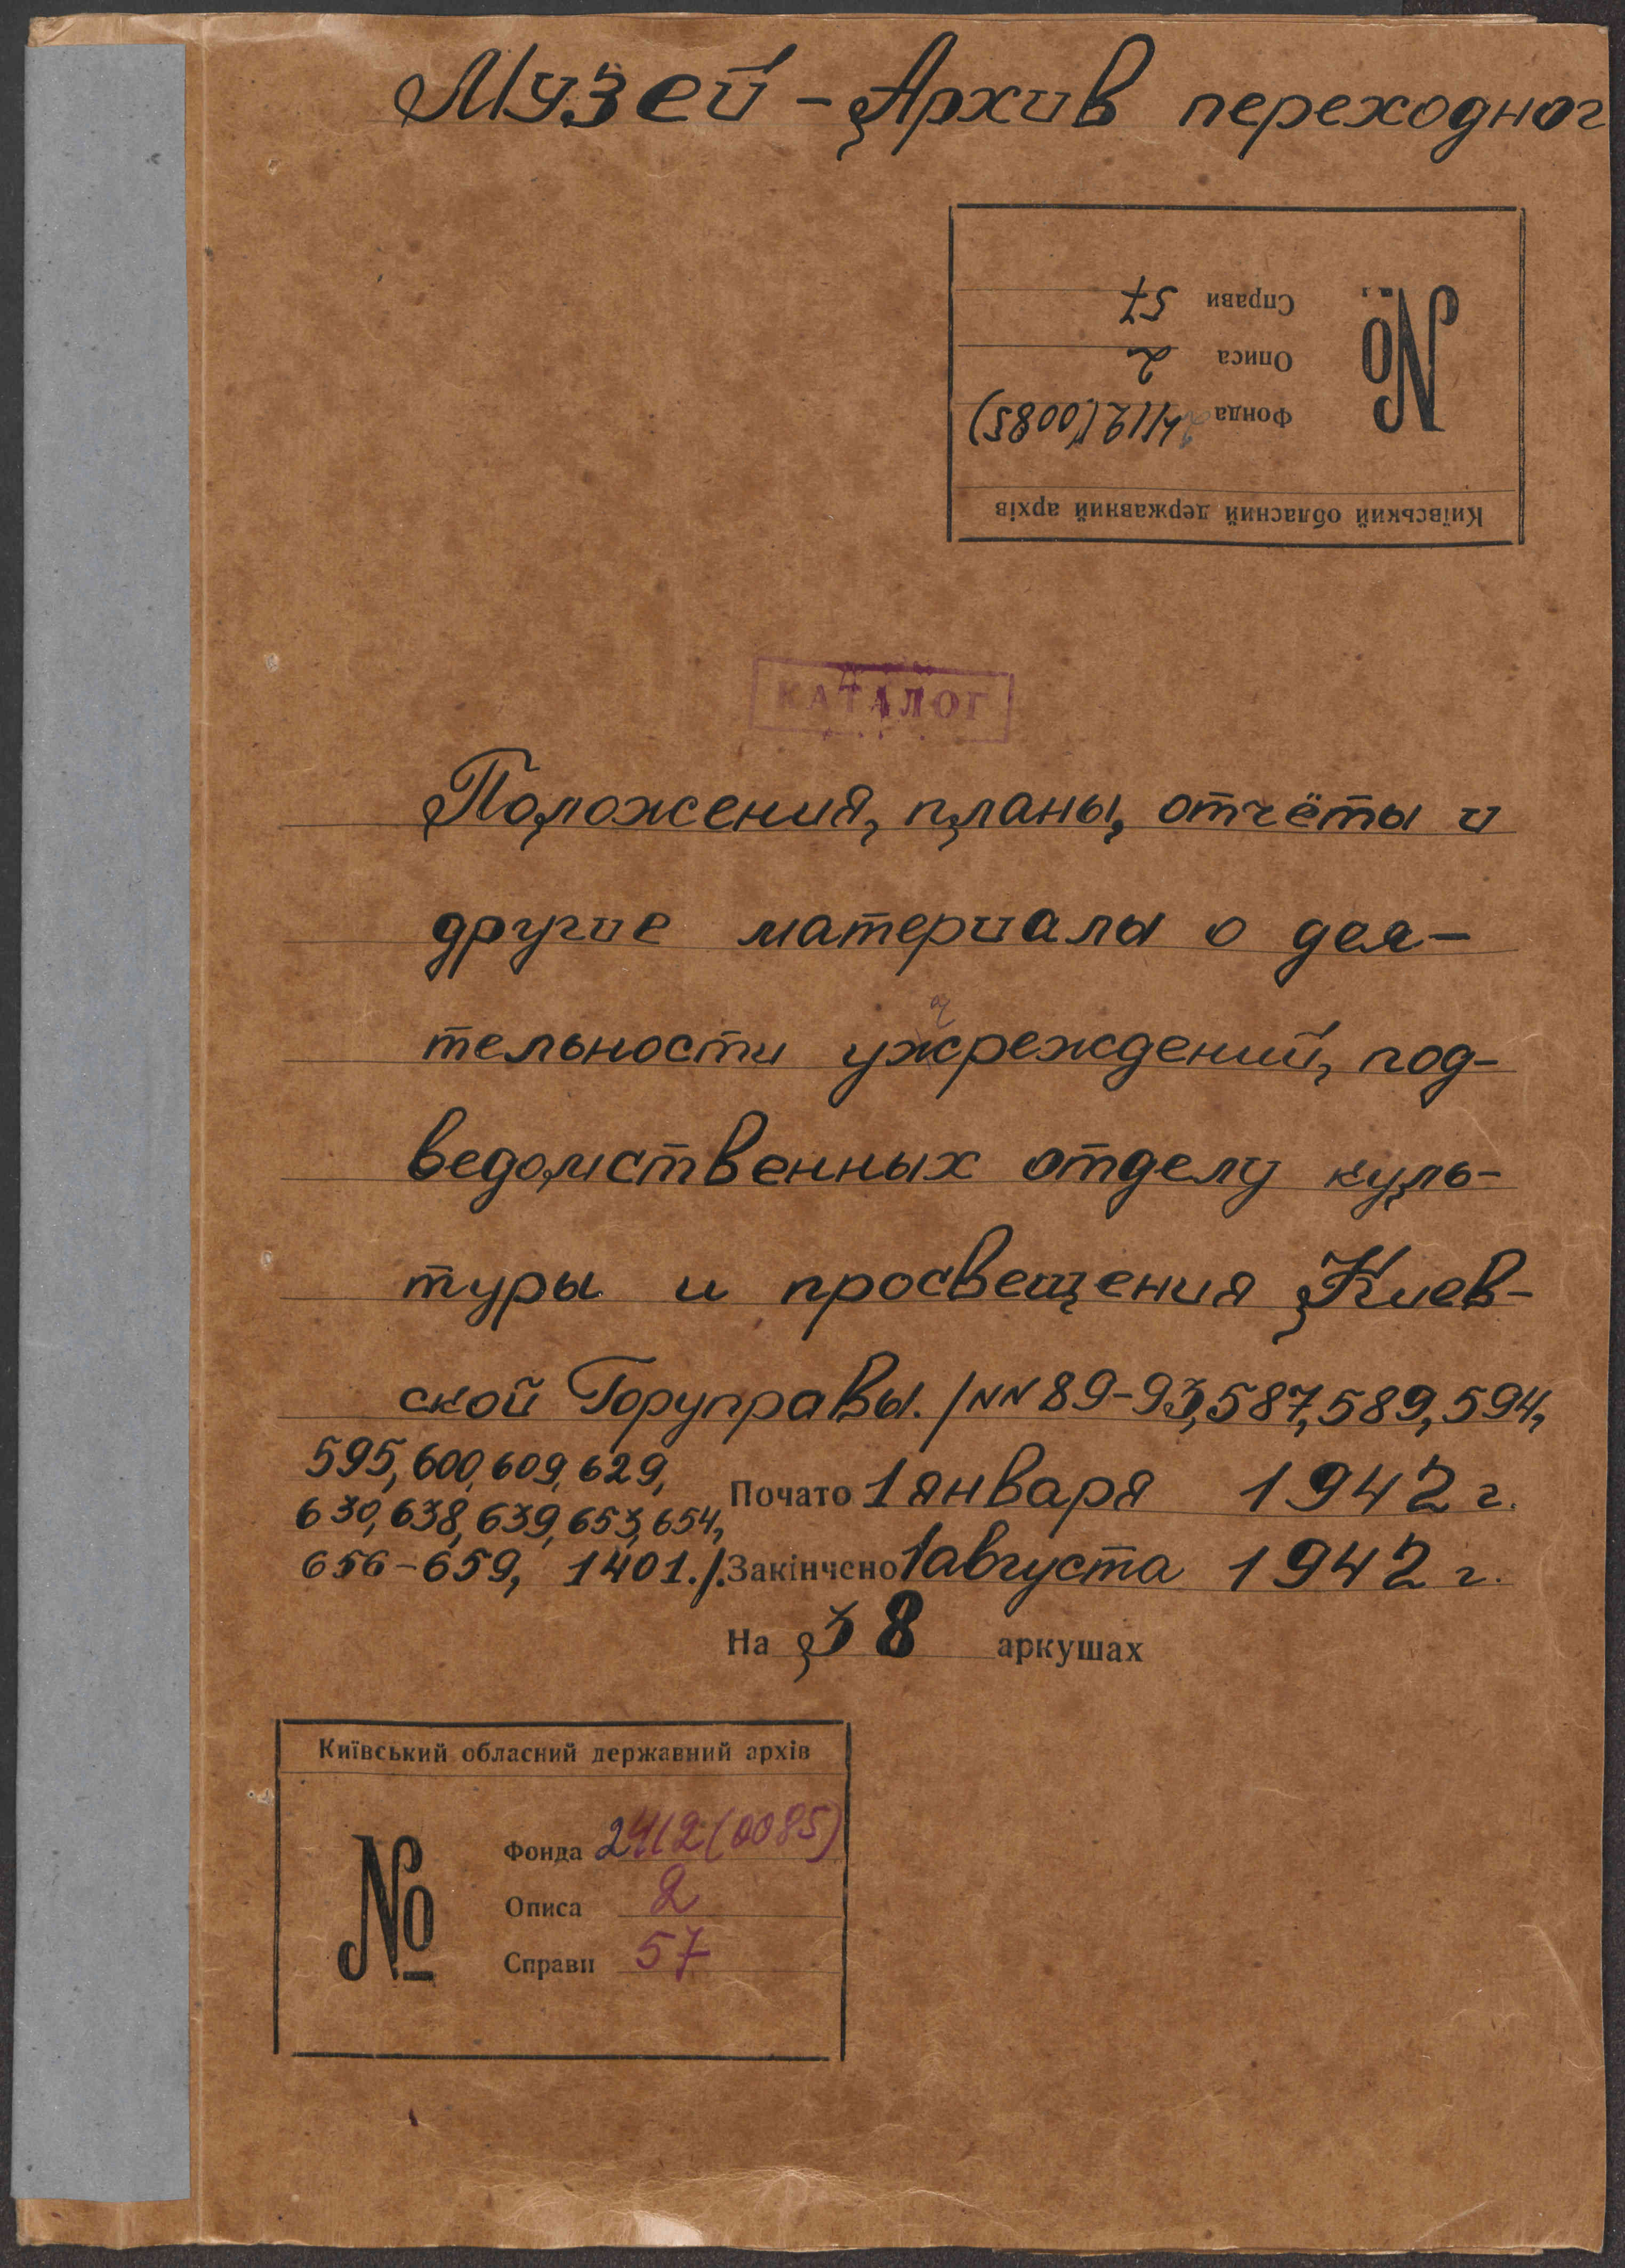 Музей-Архив переходног
Київський обласний державний архів
№
Фонда 2412 (0085)
Описа 2
Справи 57
КАТАЛОГ
Положения, планы, отчёты и
другие материалы о дея-
тельности учреждений, под-
ведомственных отделу куль-
туры и просвещения Киев-
ской Горуправы. /NN 89-93, 587, 589, 594,
595, 600, 609, 629,
630, 638, 639, 653, 654,
656-659, 1401./.
Почато 1 января 1942 г.
Закінчено 1 августа 1942 г.
На 38 аркушах
Київський обласний державний архів
№
Фонда 2412 (0085)
Описа 2
Справи 57